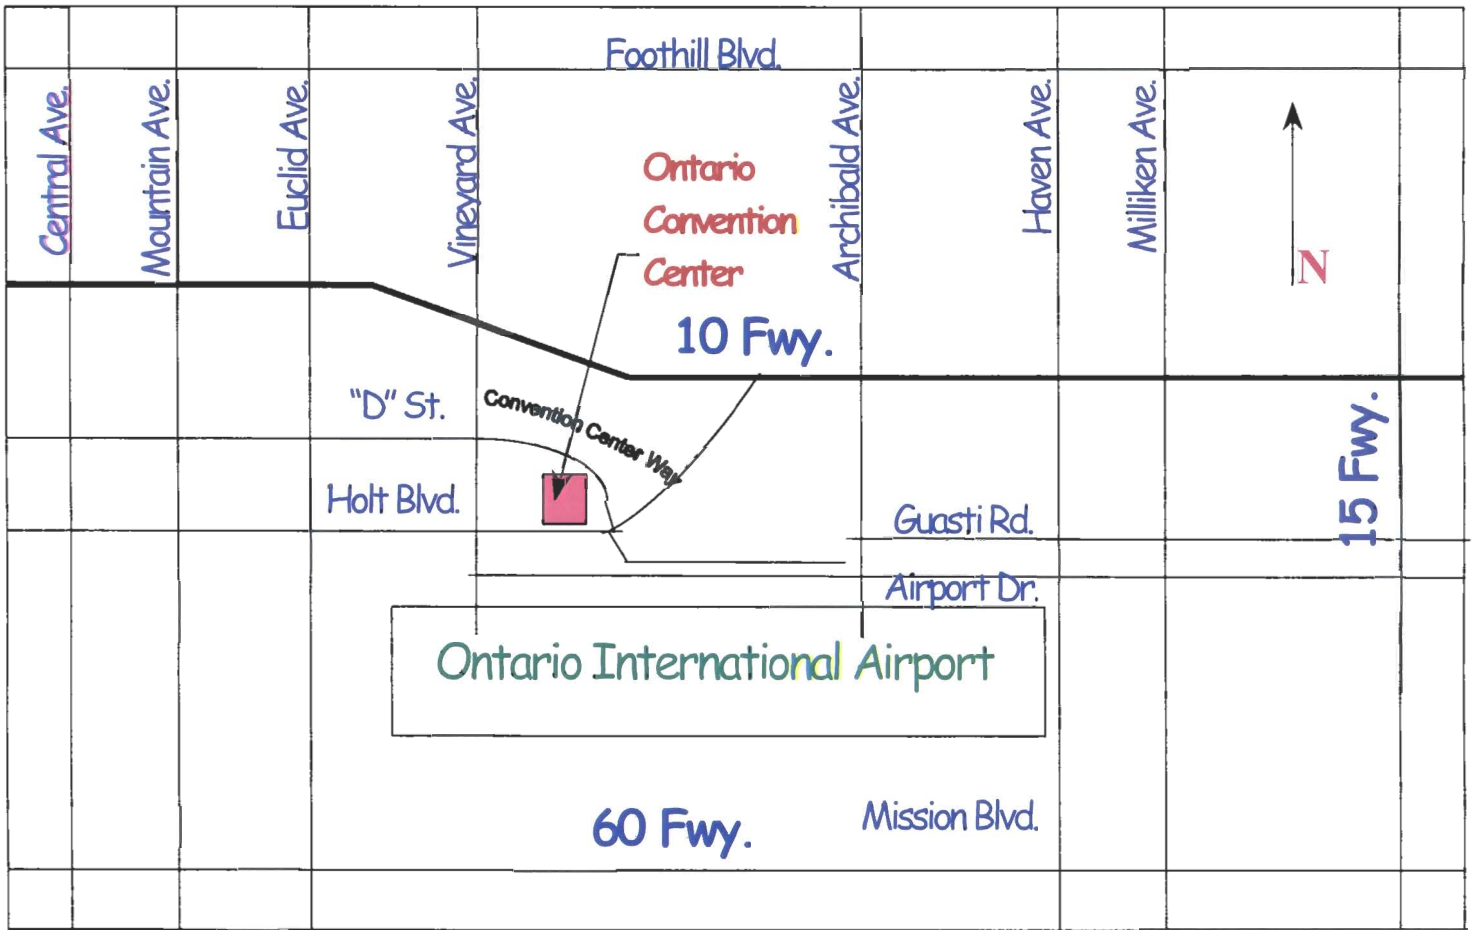 Foothill Blvd.
Central Ave.
Mountain Ave.
Euclid Ave.
Vineyard Ave.
Archibald Ave.
Haven Ave.
Milliken Ave.
Ontario
Convention
Center
N
10 Fwy.
"D" St.
Convention Center Way
15 Fwy.
Holt Blvd.
Guasti Rd.
Airport Dr.
Ontario International Airport
60 Fwy.
Mission Blvd.